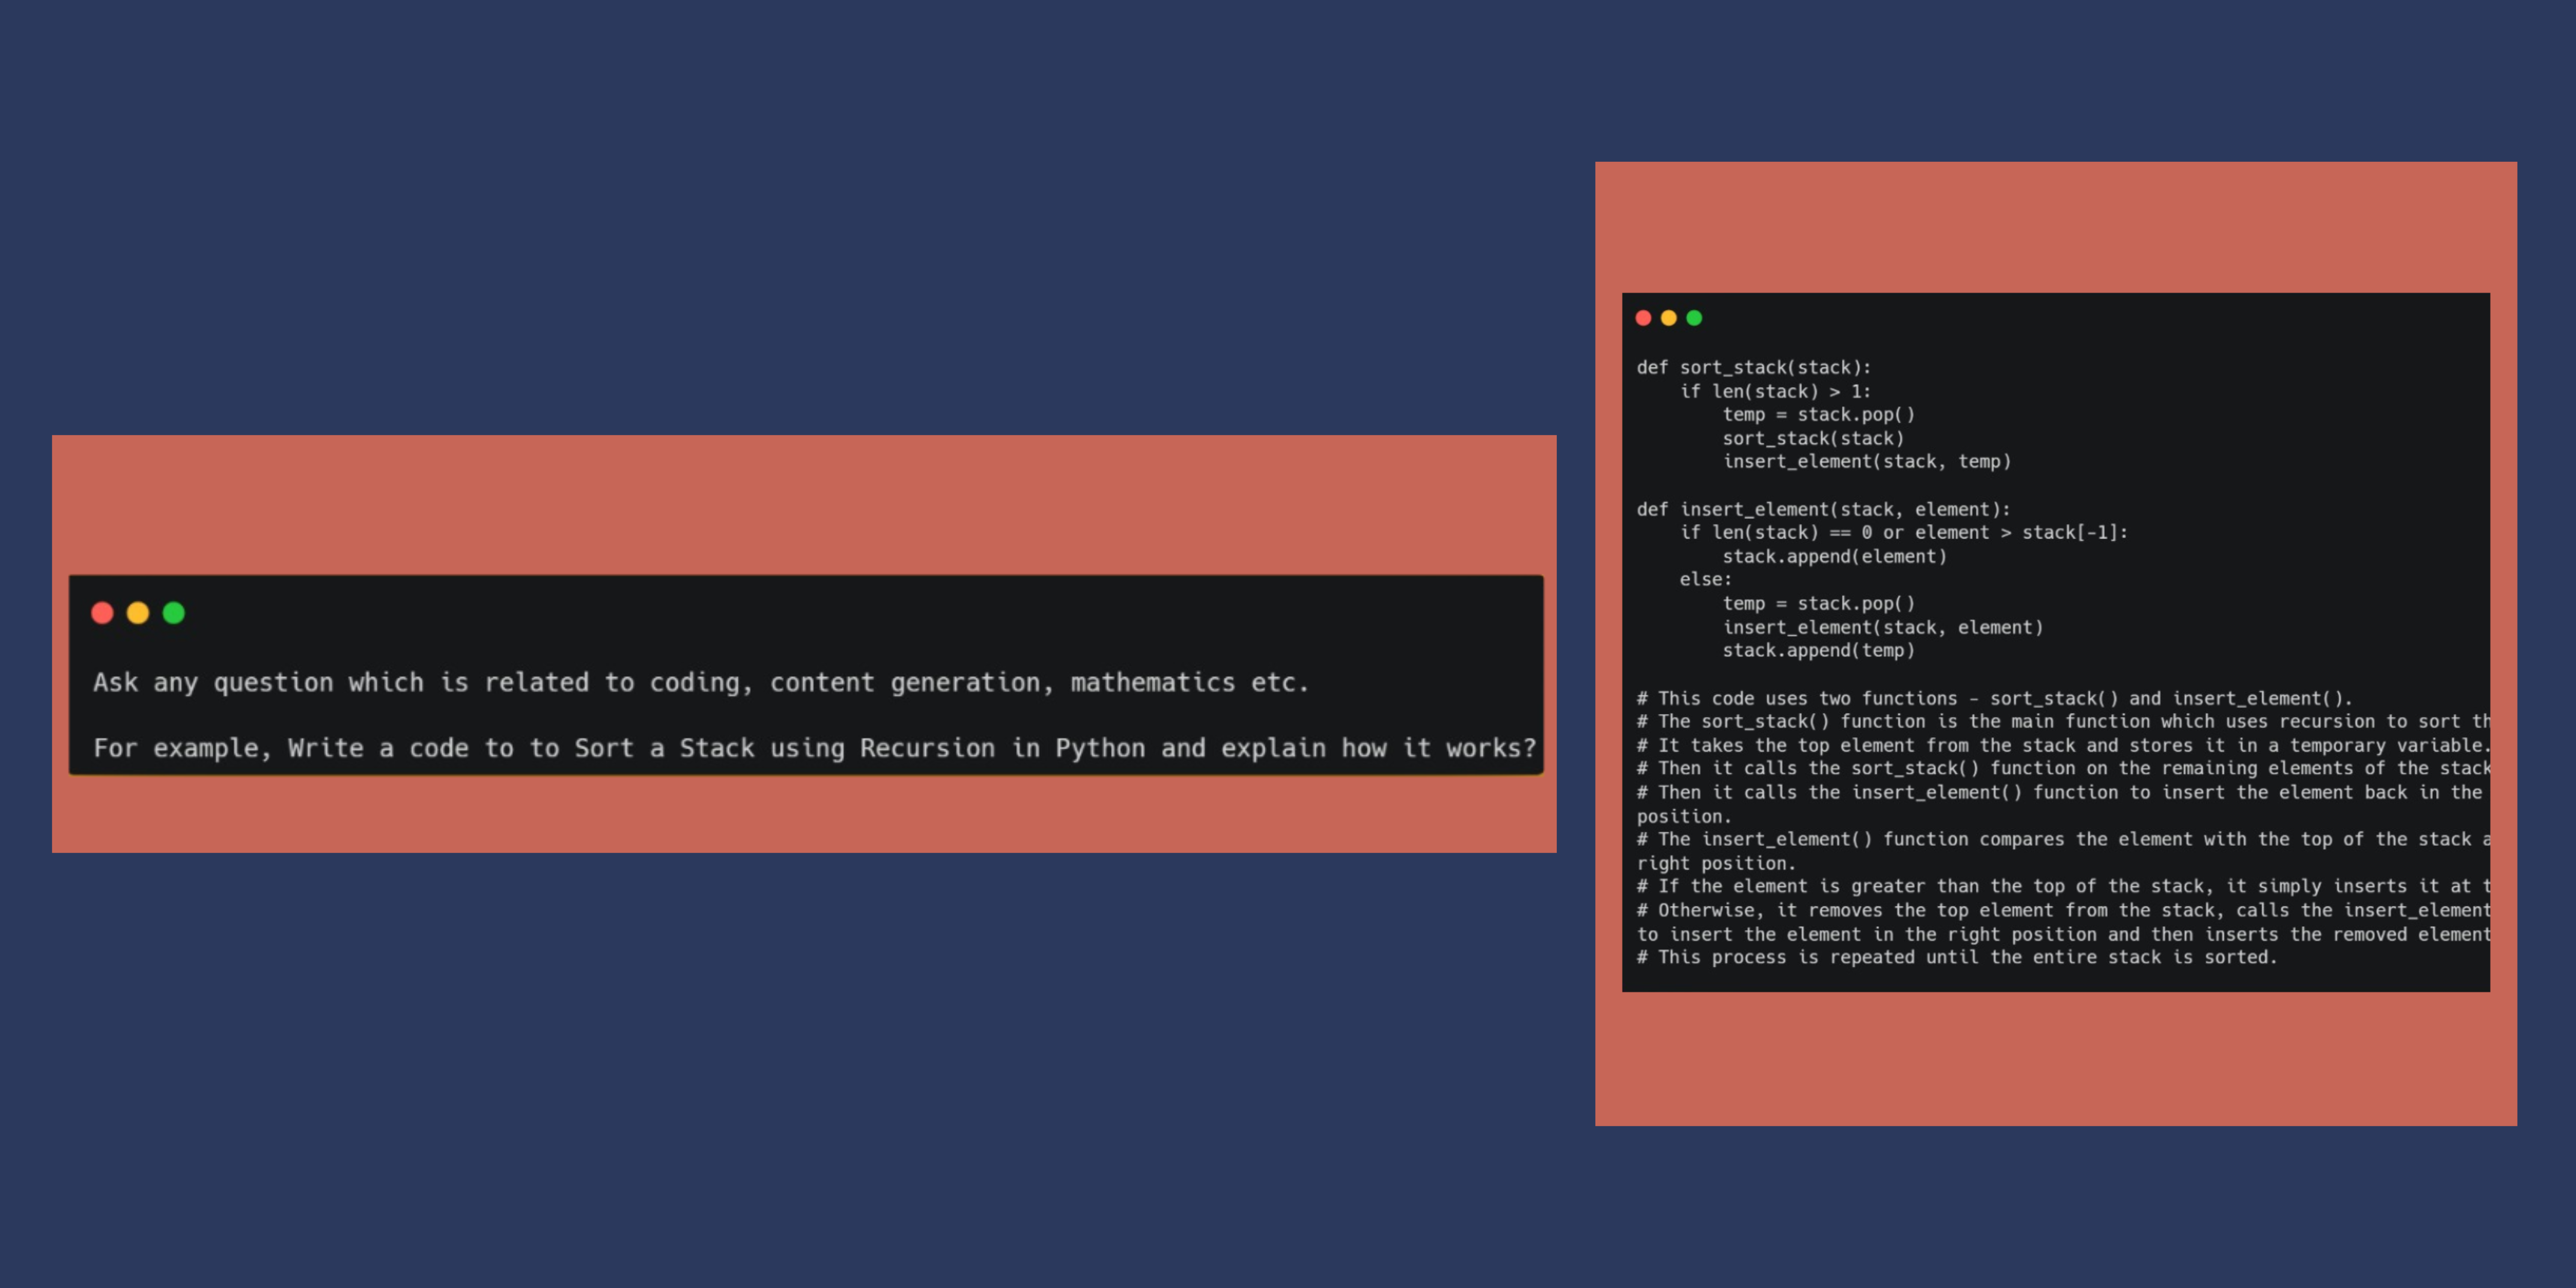 Ask any question which is related to coding, content generation, mathematics etc.
For example, Write a code to to Sort a Stack using Recursion in Python and explain how it works?
def sort_stack(stack):
    if len(stack) > 1:
        temp = stack.pop()
        sort_stack(stack)
        insert_element(stack, temp)
def insert_element(stack, element):
    if len(stack) == 0 or element > stack[-1]:
        stack.append(element)
    else:
        temp = stack.pop()
        insert_element(stack, element)
        stack.append(temp)
# This code uses two functions - sort_stack() and insert_element().
# The sort_stack() function is the main function which uses recursion to sort
# It takes the top element from the stack and stores it in a temporary variable.
# Then it calls the sort_stack() function on the remaining elements of the stack
# Then it calls the insert_element() function to insert the element back in the
position.
# The insert_element() function compares the element with the top of the stack
right position.
# If the element is greater than the top of the stack, it simply inserts it at
# Otherwise, it removes the top element from the stack, calls the insert_element
to insert the element in the right position and then inserts the removed element
# This process is repeated until the entire stack is sorted.